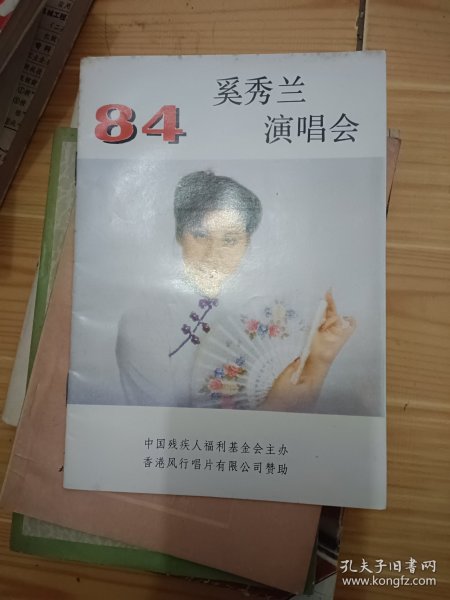 84
奚秀兰
演唱会
中国残疾人福利基金会主办
香港风行唱片有限公司赞助
孔夫子旧书网
www.kongfz.com